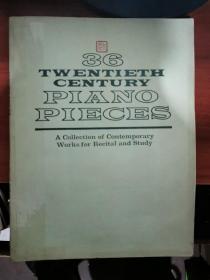 36
TWENTIETH
CENTURY
PIANO
PIECES
A Collection of Contemporary
Works for Recital and Study